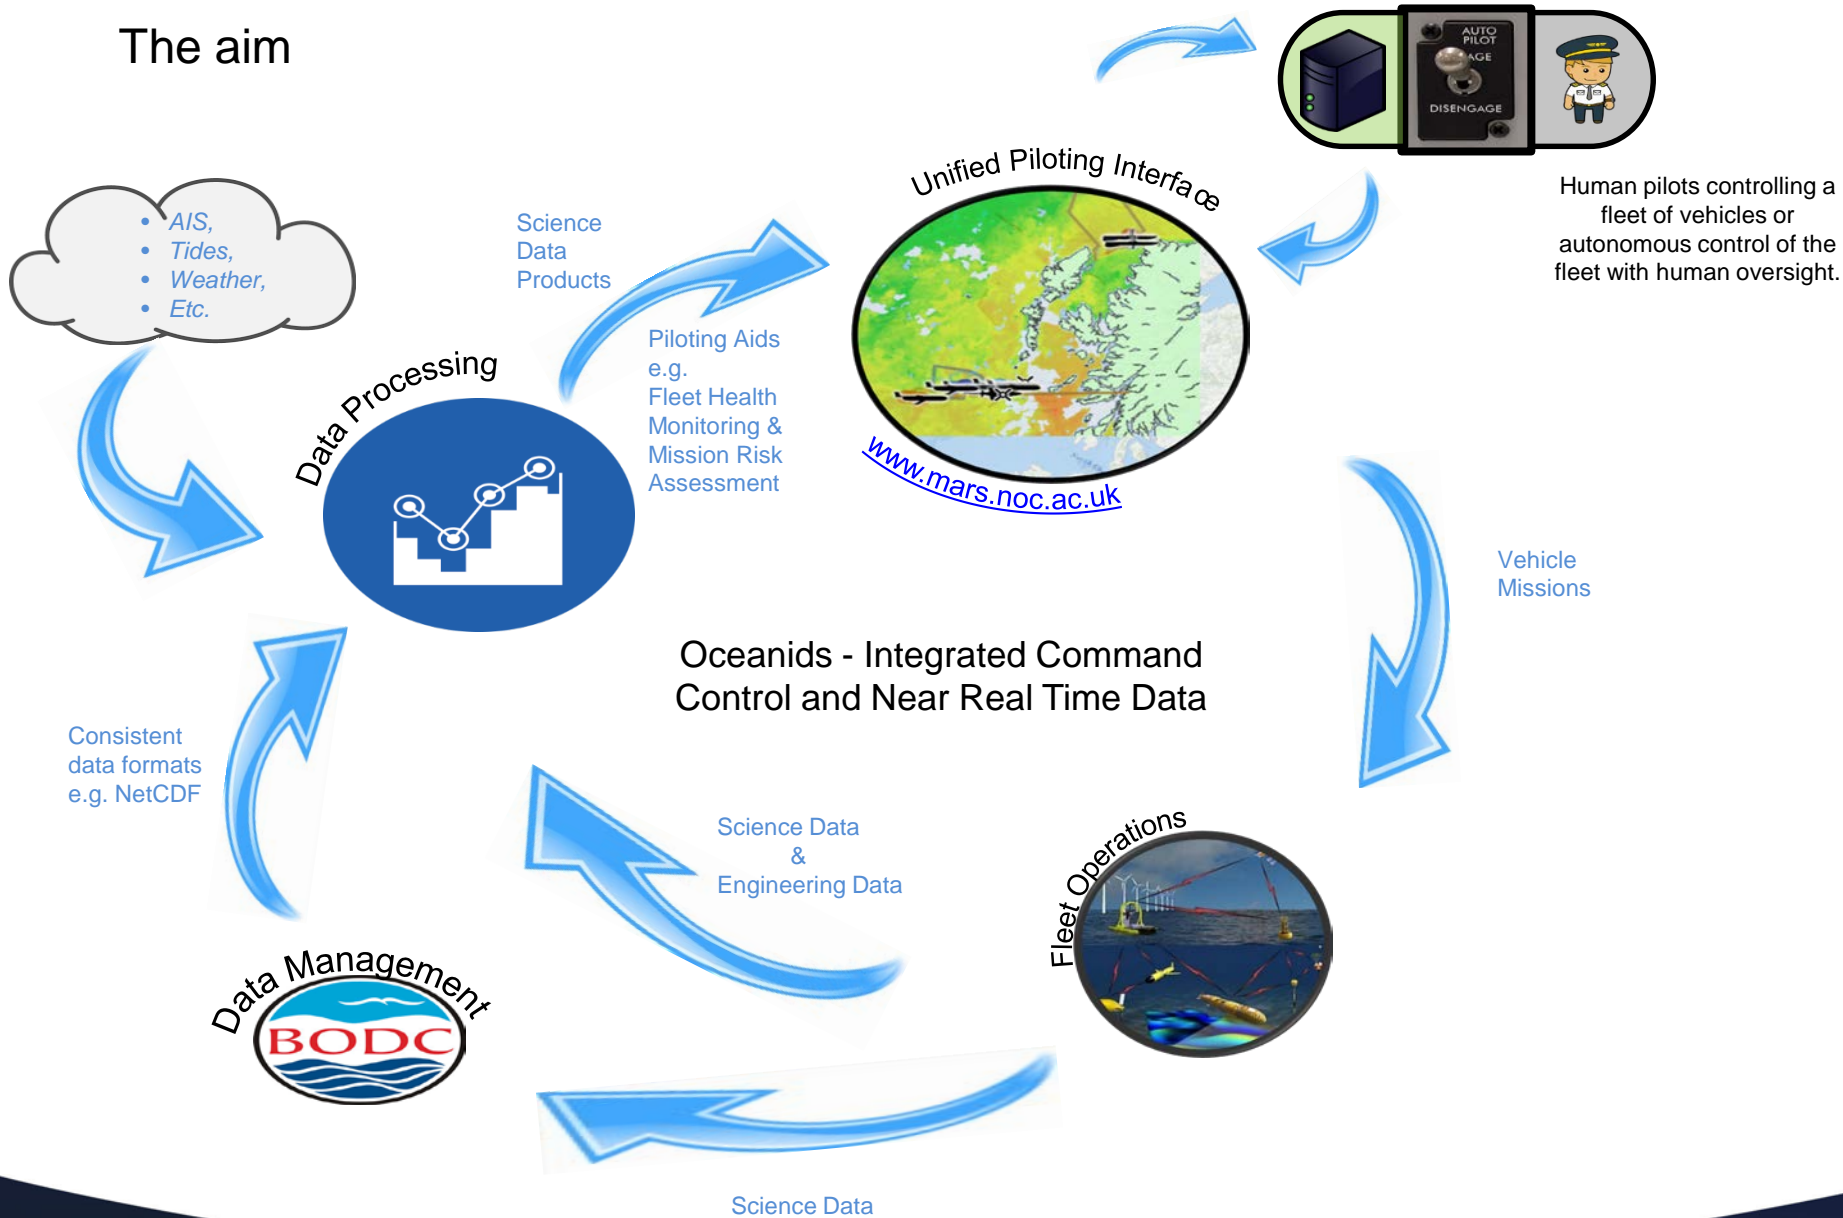 The aim
AUTO
PILOT
AGE
DISENGAGE
Human pilots controlling a
fleet of vehicles or
autonomous control of the
fleet with human oversight.
Unified Piloting Interface
www.mars.noc.ac.uk
• AIS,
• Tides,
• Weather,
• Etc.
Science
Data
Products
Piloting Aids
e.g.
Fleet Health
Monitoring &
Mission Risk
Assessment
Data Processing
Vehicle
Missions
Oceanids - Integrated Command
Control and Near Real Time Data
Consistent
data formats
e.g. NetCDF
Science Data
&
Engineering Data
Fleet Operations
Data Management
BODC
Science Data